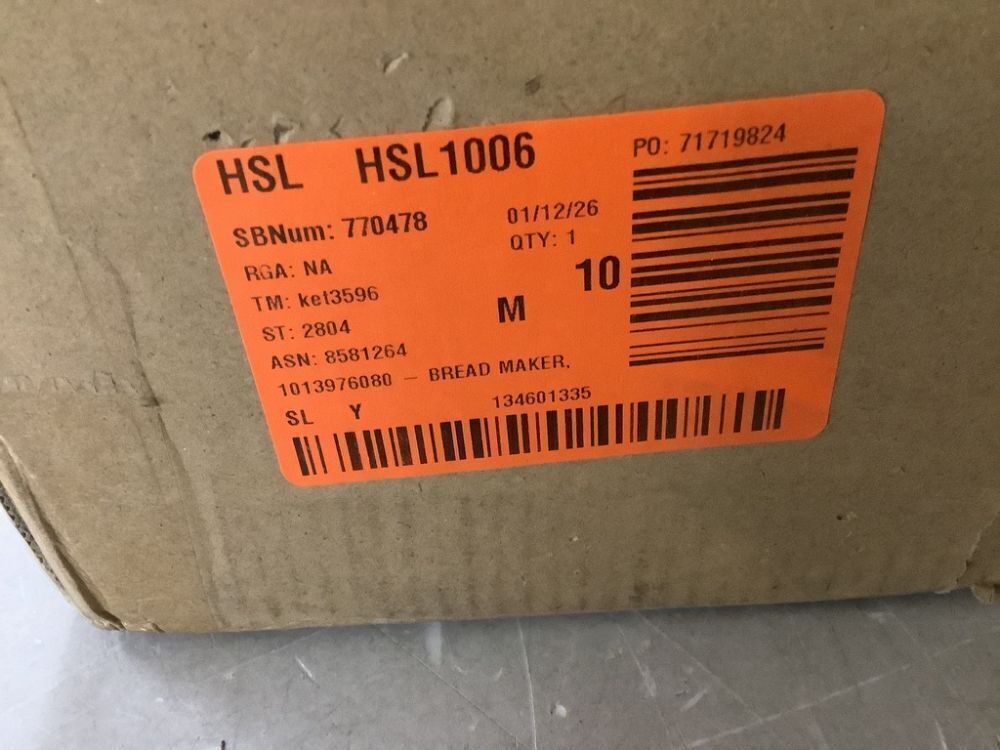 HSL HSL1006
PO: 71719824
SBNum: 770478
01/12/26
RGA: NA
QTY: 1
TM: ket3596
10
ST: 2804
M
ASN: 8581264
1013976080 – BREAD MAKER,
SL Y
134601335